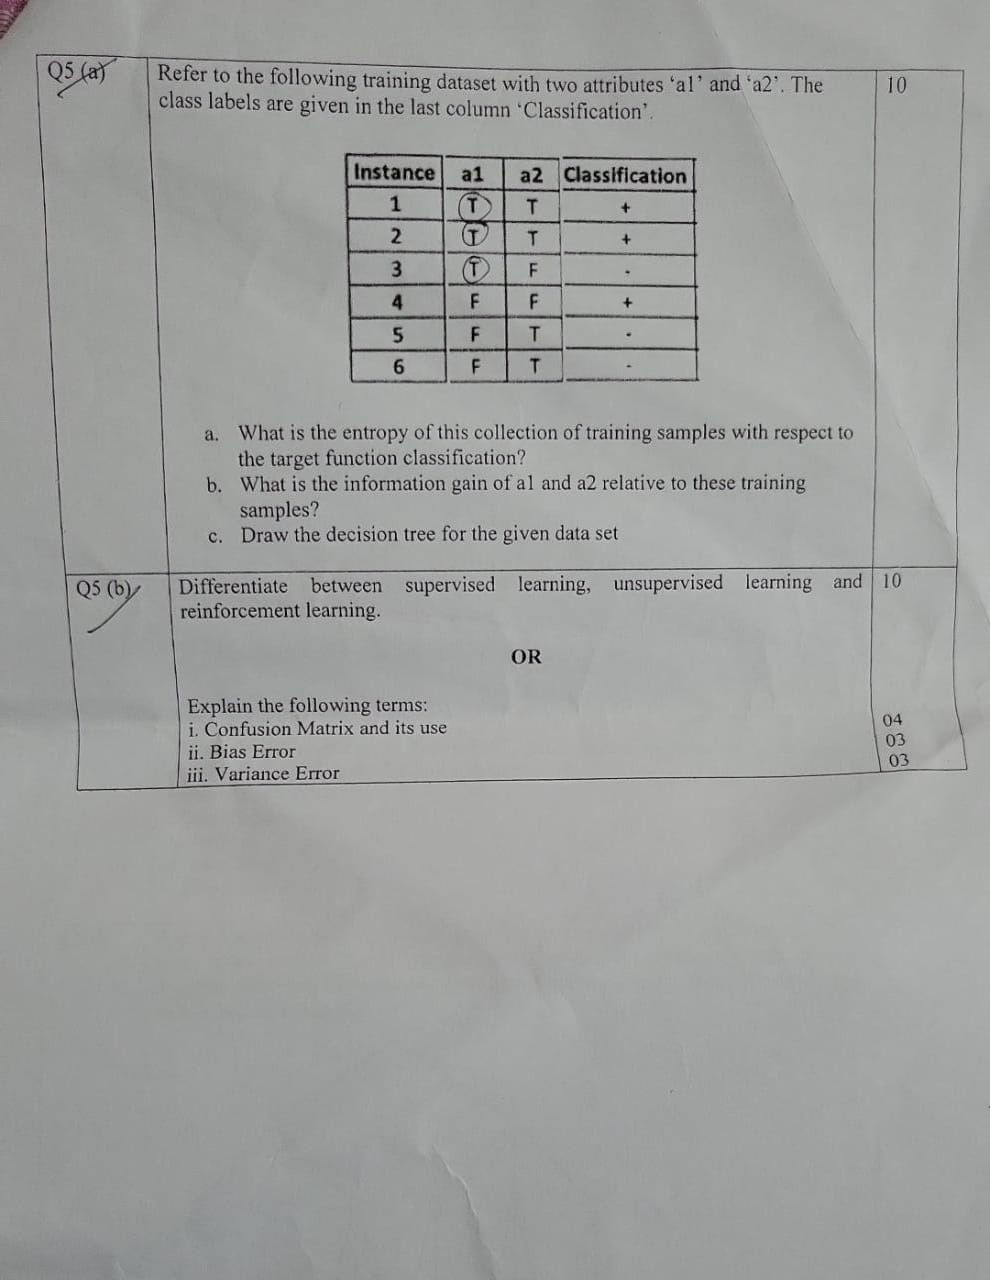 Q5 (a) Refer to the following training dataset with two attributes ‘a1’ and ‘a2’. The 10
class labels are given in the last column ‘Classification’.
Instance a1 a2 Classification
1 T T +
2 T T +
3 T F -
4 F F +
5 F T -
6 F T -
a. What is the entropy of this collection of training samples with respect to
the target function classification?
b. What is the information gain of a1 and a2 relative to these training
samples?
c. Draw the decision tree for the given data set
Q5 (b) Differentiate between supervised learning, unsupervised learning and 10
reinforcement learning.
OR
Explain the following terms:
i. Confusion Matrix and its use 04
ii. Bias Error 03
iii. Variance Error 03